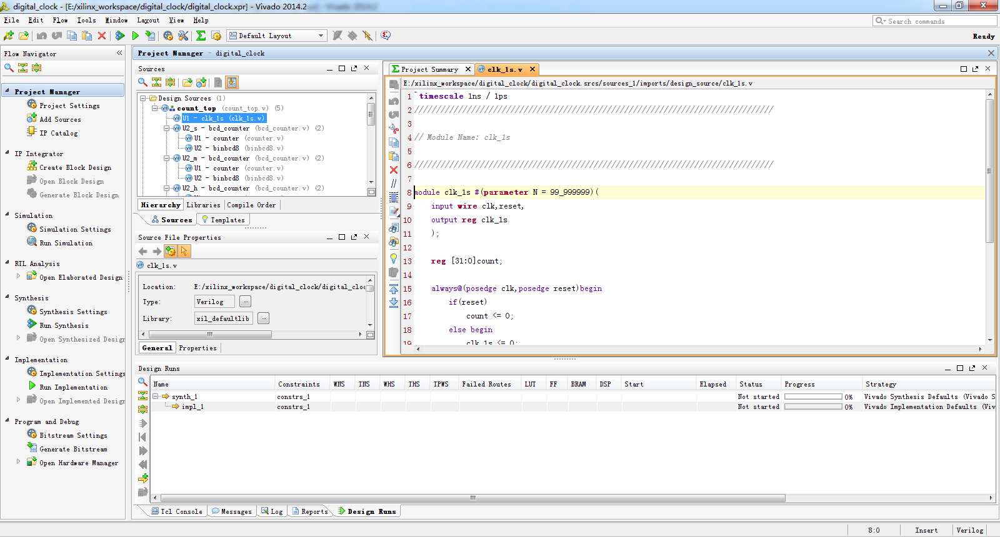 digital_clock - [E:/xilinx_workspace/digital_clock/digital_clock.xpr] - Vivado 2014.2
File Edit Flow Tools Window Layout View Help
Search commands
Default Layout
Ready
Flow Navigator
Project Manager
Project Settings
Add Sources
IP Catalog
IP Integrator
Create Block Design
Open Block Design
Generate Block Design
Simulation
Simulation Settings
Run Simulation
RTL Analysis
Open Elaborated Design
Synthesis
Synthesis Settings
Run Synthesis
Open Synthesized Design
Implementation
Implementation Settings
Run Implementation
Open Implemented Design
Program and Debug
Bitstream Settings
Generate Bitstream
Open Hardware Manager
Project Manager - digital_clock
Sources
Design Sources (1)
count_top (count_top.v) (5)
U1 - clk_1s (clk_1s.v)
U2_s - bcd_counter (bcd_counter.v) (2)
U1 - counter (counter.v)
U2 - binbcd8 (binbcd8.v)
U2_m - bcd_counter (bcd_counter.v) (2)
U1 - counter (counter.v)
U2 - binbcd8 (binbcd8.v)
U2_h - bcd_counter (bcd_counter.v) (2)
Hierarchy Libraries Compile Order
Sources Templates
Source File Properties
clk_1s.v
Location: E:/xilinx_workspace/digital_clock/digital_cloc
Type: Verilog ...
Library: xil_defaultlib ...
General Properties
Project Summary clk_1s.v
E:/xilinx_workspace/digital_clock/digital_clock.srcs/sources_1/imports/design_source/clk_1s.v
1 `timescale 1ns / 1ps
2 //////////////////////////////////////////////////////////////////////////////////
3
4 // Module Name: clk_1s
5
6 //////////////////////////////////////////////////////////////////////////////////
7
8 module clk_1s #(parameter N = 99_999999)(
9 input wire clk,reset,
10 output reg clk_1s
11 );
12
13 reg [31:0]count;
14
15 always@(posedge clk,posedge reset)begin
16 if(reset)
17 count <= 0;
18 else begin
19 clk_1s <= 0;
Design Runs
Name Constraints WNS TNS WHS THS TPWS Failed Routes LUT FF BRAM DSP Start Elapsed Status Progress Strategy
synth_1 constrs_1 Not started 0% Vivado Synthesis Defaults (Vivado S
impl_1 constrs_1 Not started 0% Vivado Implementation Defaults (Viv
Tcl Console Messages Log Reports Design Runs
8:0 Insert Verilog